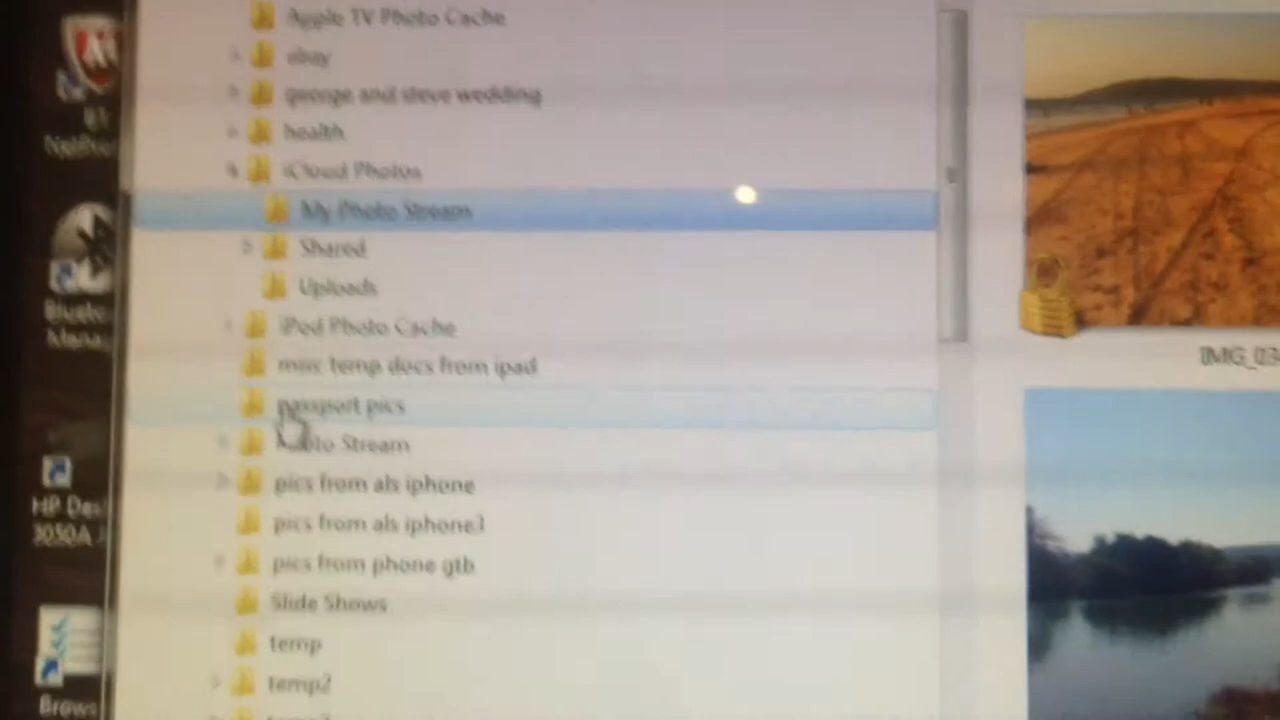 Apple TV Photo Cache
ebay
george and steve wedding
health
iCloud Photos
My Photo Stream
Shared
Uploads
iPod Photo Cache
misc temp docs from ipad
passport pics
Photo Stream
pics from als iphone
pics from als iphone3
pics from phone gtb
Slide Shows
temp
temp2
IMG_03
HP Des
3050A J
Brows